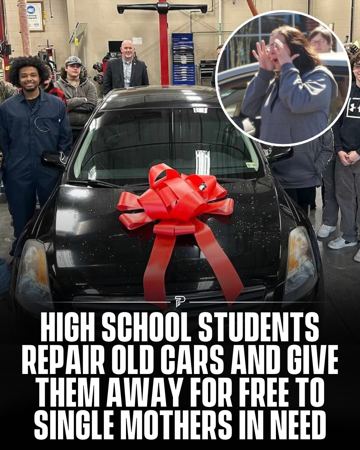 HIGH SCHOOL STUDENTS
REPAIR OLD CARS AND GIVE
THEM AWAY FOR FREE TO
SINGLE MOTHERS IN NEED